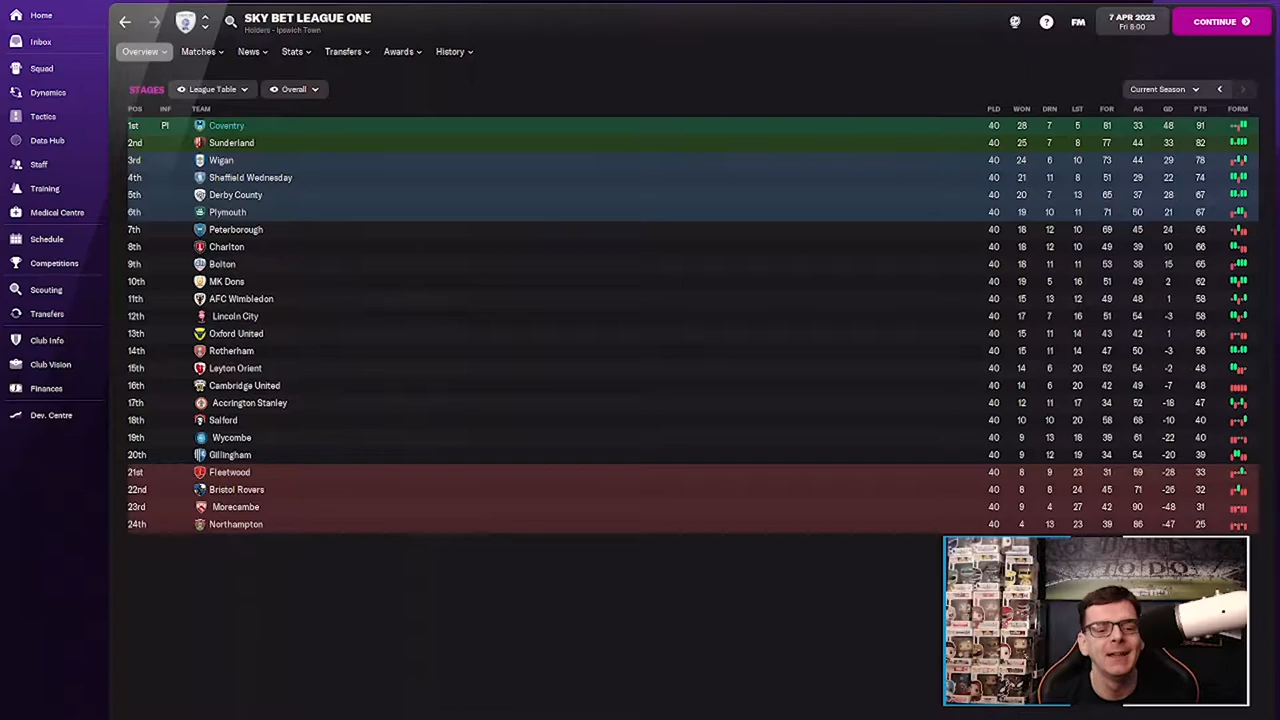 Home
Inbox
Squad
Dynamics
Tactics
Data Hub
Staff
Training
Medical Centre
Schedule
Competitions
Scouting
Transfers
Club Info
Club Vision
Finances
Dev. Centre
SKY BET LEAGUE ONE
Holders - Ipswich Town
? FM 7 APR 2023 Fri 8:00 CONTINUE
Overview Matches News Stats Transfers Awards History
STAGES League Table Overall Current Season
POS INF TEAM PLD WON DRN LST FOR AG GD PTS FORM
1st PI Coventry 40 28 7 5 81 33 48 91
2nd Sunderland 40 25 7 8 77 44 33 82
3rd Wigan 40 24 6 10 73 44 29 78
4th Sheffield Wednesday 40 21 11 8 51 29 22 74
5th Derby County 40 20 7 13 65 37 28 67
6th Plymouth 40 19 10 11 71 50 21 67
7th Peterborough 40 18 12 10 69 45 24 66
8th Charlton 40 18 12 10 49 39 10 66
9th Bolton 40 18 11 11 53 38 15 65
10th MK Dons 40 19 5 16 51 49 2 62
11th AFC Wimbledon 40 15 13 12 49 48 1 58
12th Lincoln City 40 17 7 16 51 54 -3 58
13th Oxford United 40 15 11 14 43 42 1 56
14th Rotherham 40 15 11 14 47 50 -3 56
15th Leyton Orient 40 14 6 20 52 54 -2 48
16th Cambridge United 40 14 6 20 42 49 -7 48
17th Accrington Stanley 40 12 11 17 34 52 -18 47
18th Salford 40 10 10 20 58 68 -10 40
19th Wycombe 40 9 13 18 39 61 -22 40
20th Gillingham 40 9 12 19 34 54 -20 39
21st Fleetwood 40 8 9 23 31 59 -28 33
22nd Bristol Rovers 40 8 8 24 45 71 -26 32
23rd Morecambe 40 9 4 27 42 90 -48 31
24th Northampton 40 4 13 23 39 86 -47 25